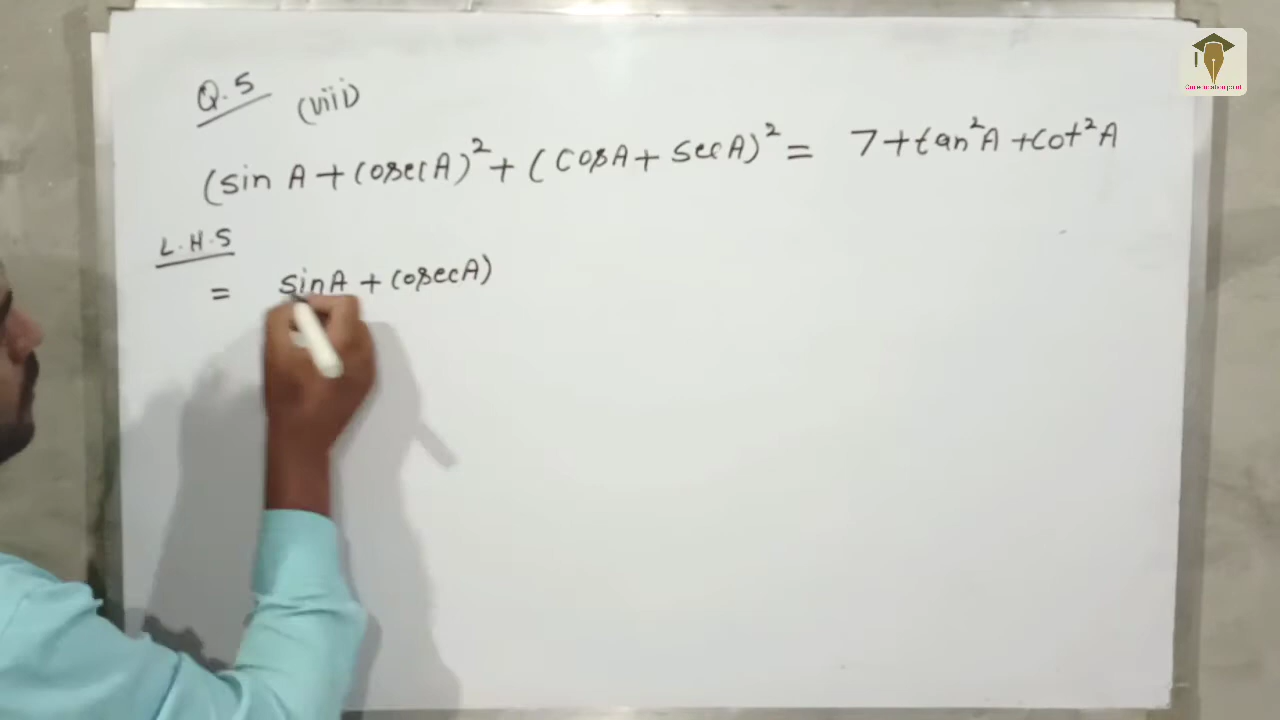 Q.5 (viii)
(sin A + cosecA)² + (cosA + secA)² = 7 + tan²A + cot²A
L.H.S
= sinA + cosecA)